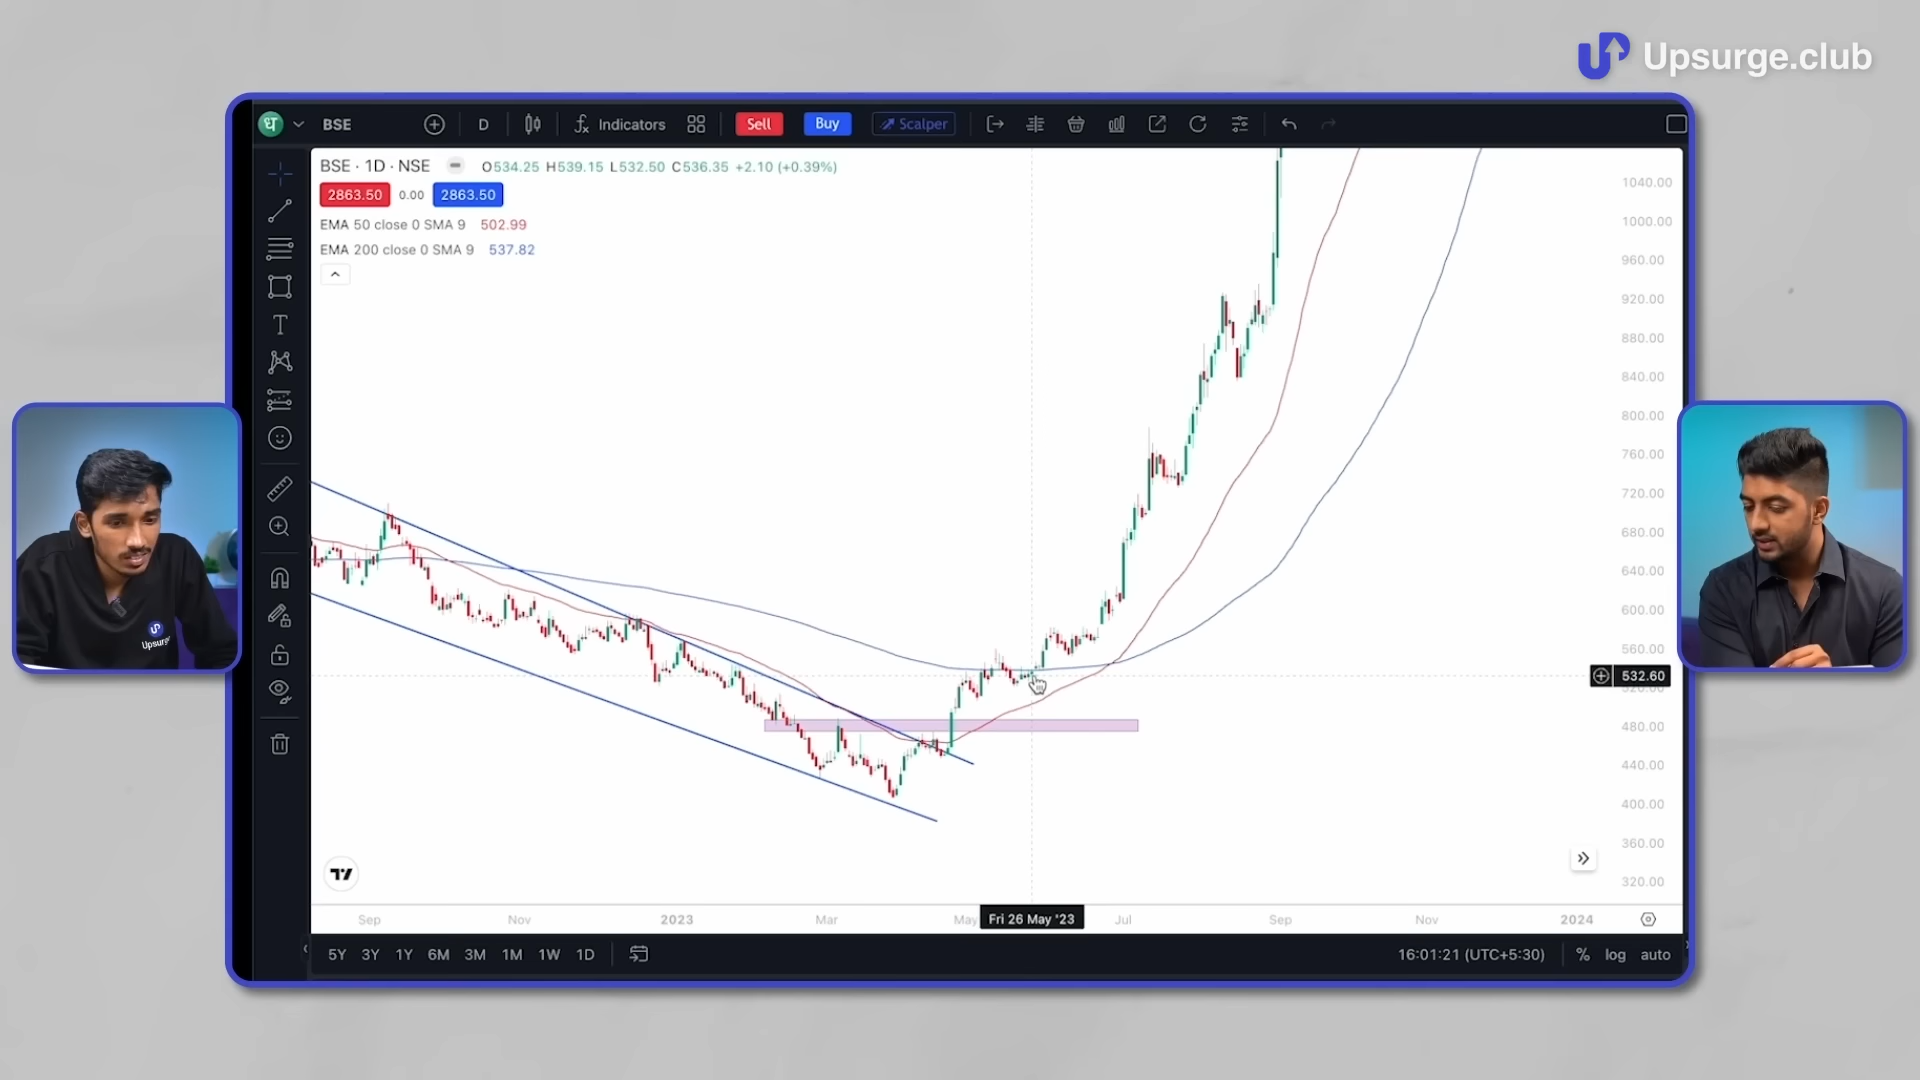 Upsurge.club
ध BSE D Indicators Sell Buy Scalper
BSE · 1D · NSE O534.25 H539.15 L532.50 C536.35 +2.10 (+0.39%)
2863.50 0.00 2863.50
EMA 50 close 0 SMA 9 502.99
EMA 200 close 0 SMA 9 537.82
1040.00
1000.00
960.00
920.00
880.00
840.00
800.00
760.00
720.00
680.00
640.00
600.00
560.00
532.60
520.00
480.00
440.00
400.00
360.00
320.00
Upsurge
Sep Nov 2023 Mar May Fri 26 May '23 Jul Sep Nov 2024
5Y 3Y 1Y 6M 3M 1M 1W 1D 16:01:21 (UTC+5:30) % log auto